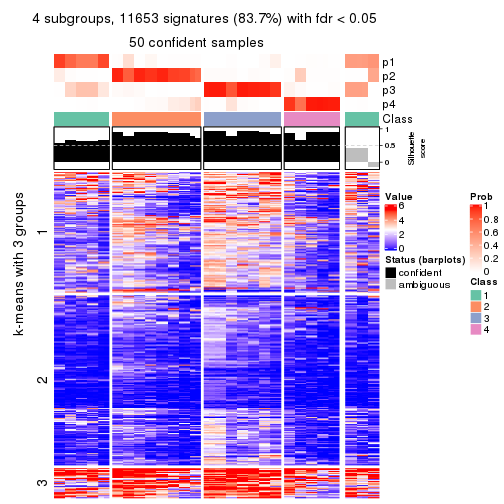 4 subgroups, 11653 signatures (83.7%) with fdr < 0.05
50 confident samples
p1
p2
p3
p4
Class
1
0.5
0
Silhouette
score
k-means with 3 groups
1
2
3
Value
6
4
2
0
Status (barplots)
confident
ambiguous
Prob
1
0.8
0.6
0.4
0.2
0
Class
1
2
3
4